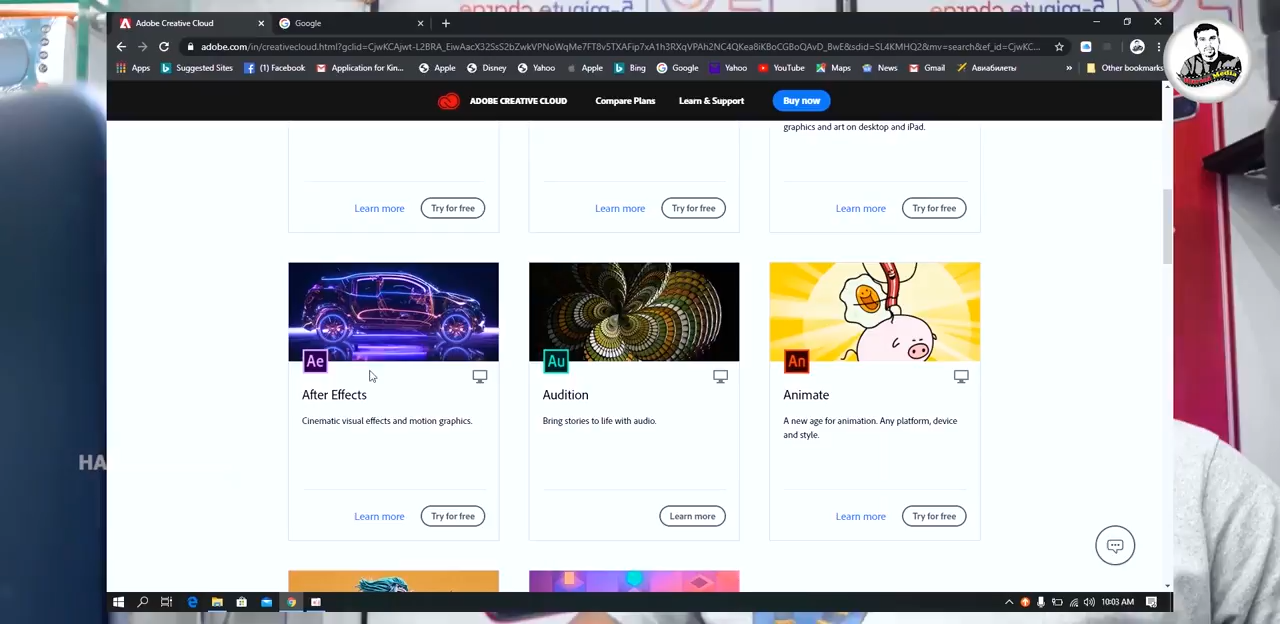 Adobe Creative Cloud
Google
adobe.com/in/creativecloud.html?gclid=CjwKCAjwt-L2BRA_EiwAacX32SsS2bZwkVPNoWqMe7FT8v5TXAFip7xA1h3RXqVPAh2NC4QKea8iKBoCGBoQAvD_BwE&sdid=SL4KMHQ2&mv=search&ef_id=CjwKC...
Apps Suggested Sites (1) Facebook Application for Kin... Apple Disney Yahoo Apple Bing Google Yahoo YouTube Maps News Gmail Авиабилеты » Other bookmarks
ADOBE CREATIVE CLOUD Compare Plans Learn & Support Buy now
graphics and art on desktop and iPad.
Learn more Try for free Learn more Try for free Learn more Try for free
Ae Au An
After Effects Audition Animate
Cinematic visual effects and motion graphics. Bring stories to life with audio. A new age for animation. Any platform, device
and style.
HA
Learn more Try for free Learn more Learn more Try for free
10:03 AM